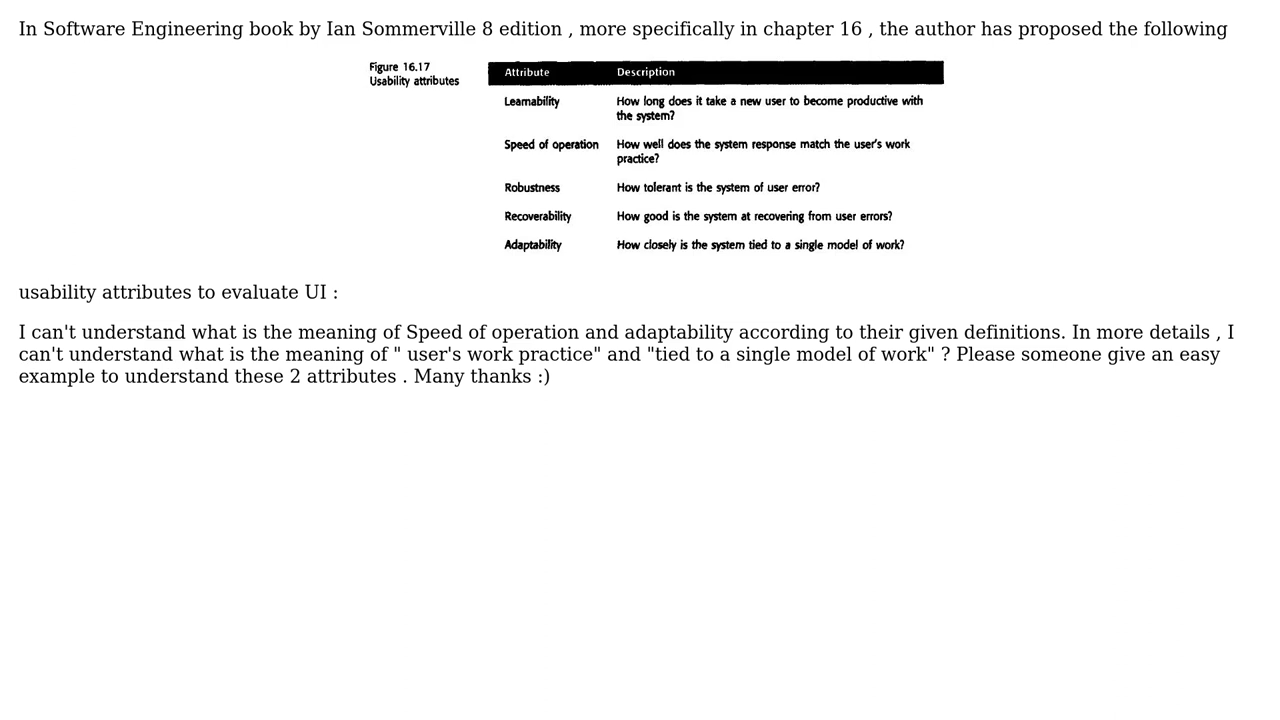 In Software Engineering book by Ian Sommerville 8 edition , more specifically in chapter 16 , the author has proposed the following
Figure 16.17
Usability attributes
Attribute Description
Learnability How long does it take a new user to become productive with
the system?
Speed of operation How well does the system response match the user's work
practice?
Robustness How tolerant is the system of user error?
Recoverability How good is the system at recovering from user errors?
Adaptability How closely is the system tied to a single model of work?
usability attributes to evaluate UI :
I can't understand what is the meaning of Speed of operation and adaptability according to their given definitions. In more details , I
can't understand what is the meaning of " user's work practice" and "tied to a single model of work" ? Please someone give an easy
example to understand these 2 attributes . Many thanks :)